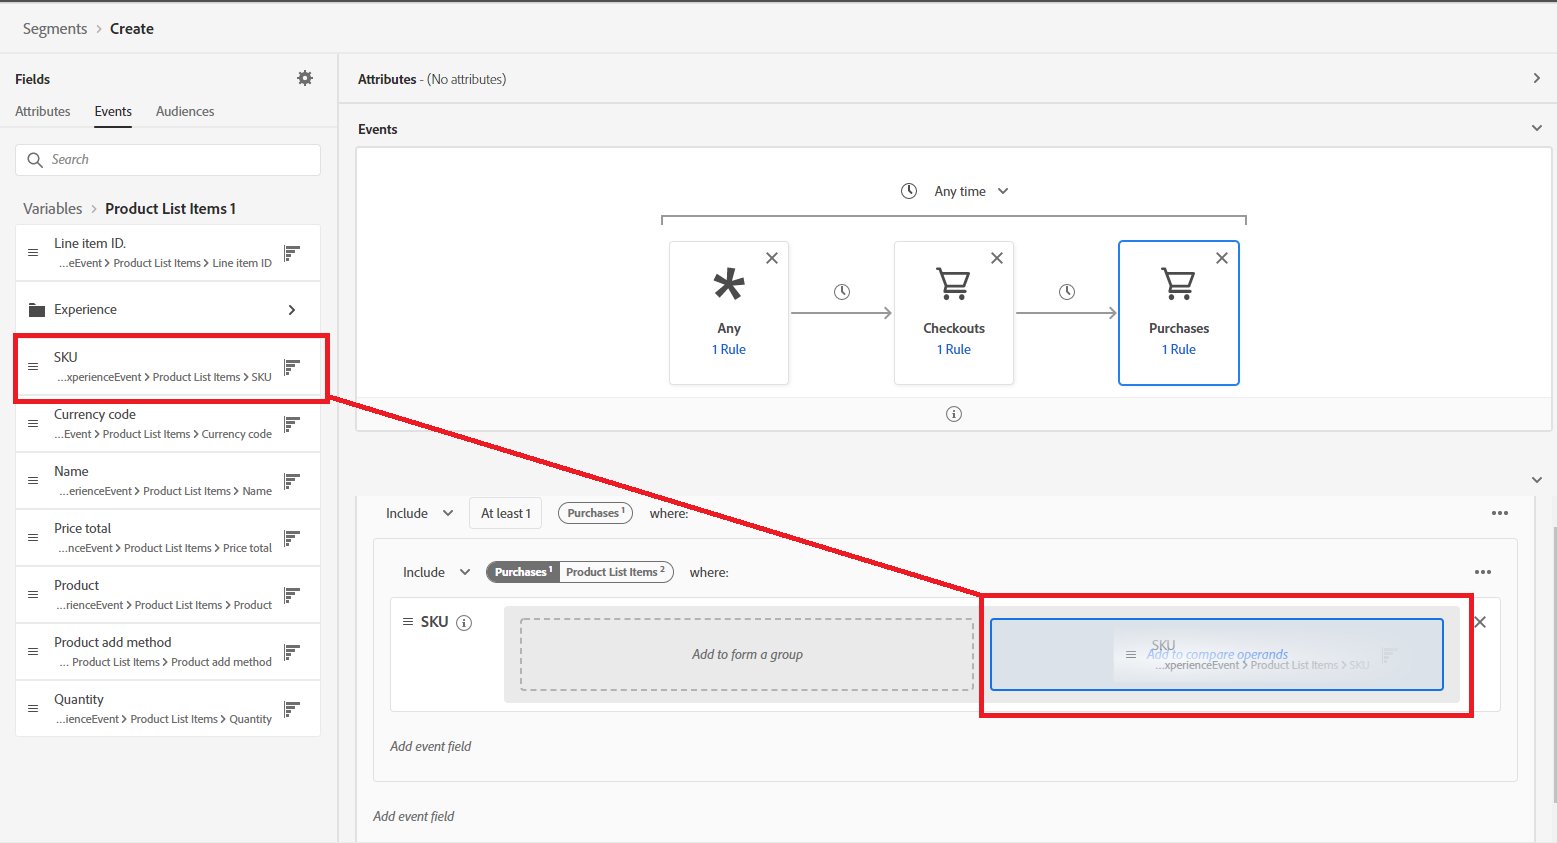 Segments > Create
Fields
Attributes Events Audiences
Search
Variables > Product List Items 1
Line item ID.
...eEvent > Product List Items > Line item ID
Experience
SKU
...xperienceEvent > Product List Items > SKU
Currency code
...Event > Product List Items > Currency code
Name
...erienceEvent > Product List Items > Name
Price total
...nceEvent > Product List Items > Price total
Product
...rienceEvent > Product List Items > Product
Product add method
... Product List Items > Product add method
Quantity
...ienceEvent > Product List Items > Quantity
Attributes - (No attributes)
Events
Any time
Any
1 Rule
Checkouts
1 Rule
Purchases
1 Rule
Include At least 1 Purchases 1 where:
Include Purchases 1 Product List Items 2 where:
SKU
Add to form a group
SKU
Add to compare operands
...xperienceEvent > Product List Items > SKU
Add event field
Add event field